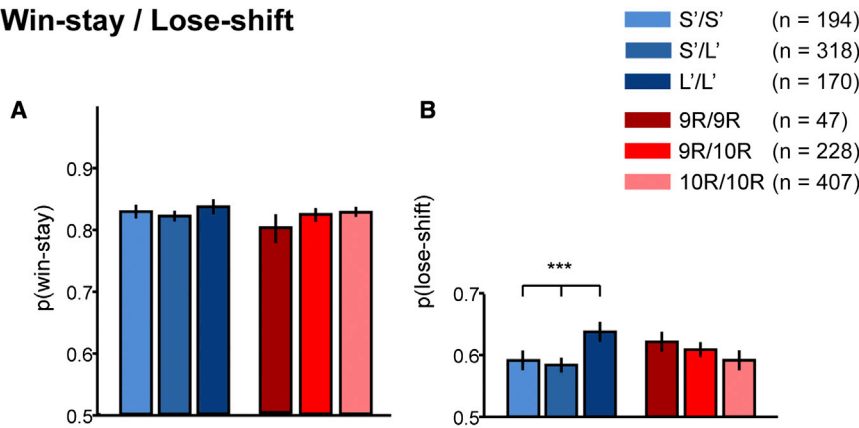 Win-stay / Lose-shift
S'/S' (n = 194)
S'/L' (n = 318)
L'/L' (n = 170)
9R/9R (n = 47)
9R/10R (n = 228)
10R/10R (n = 407)
A
p(win-stay)
0.9
0.8
0.7
0.6
0.5
B
p(lose-shift)
***
0.7
0.6
0.5